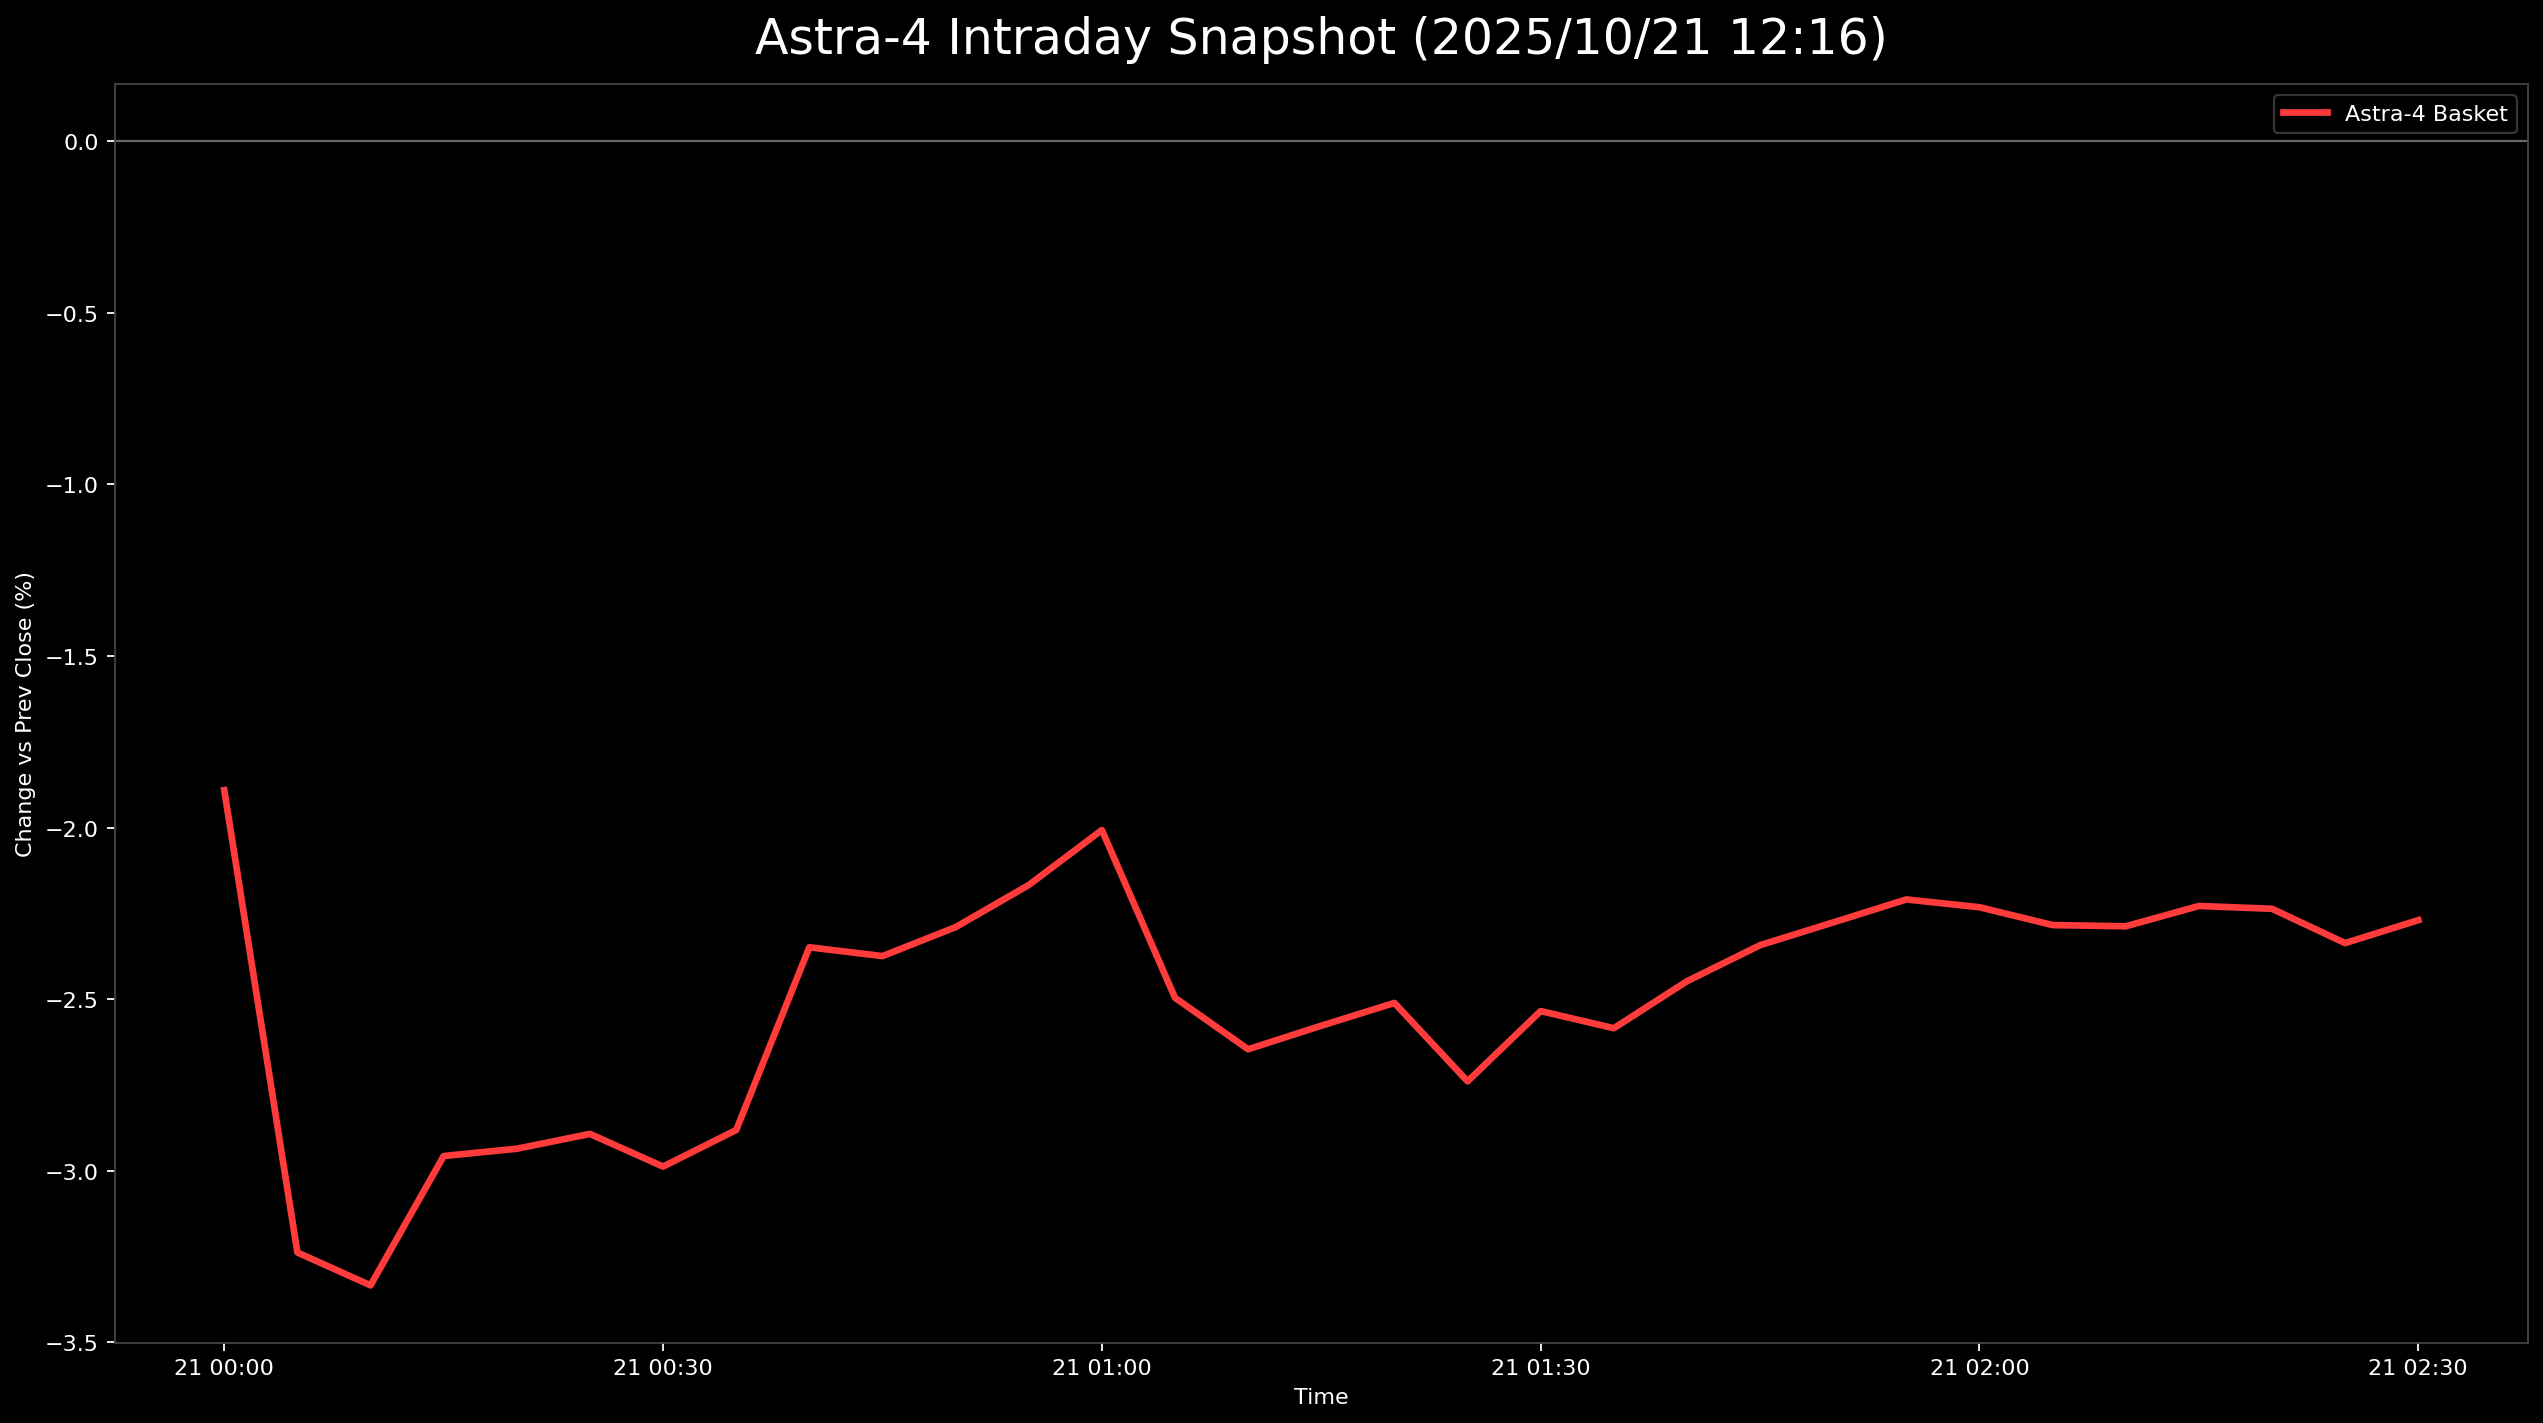 Astra-4 Intraday Snapshot (2025/10/21 12:16)
Astra-4 Basket
Change vs Prev Close (%)
0.0
−0.5
−1.0
−1.5
−2.0
−2.5
−3.0
−3.5
21 00:00 21 00:30 21 01:00 21 01:30 21 02:00 21 02:30
Time